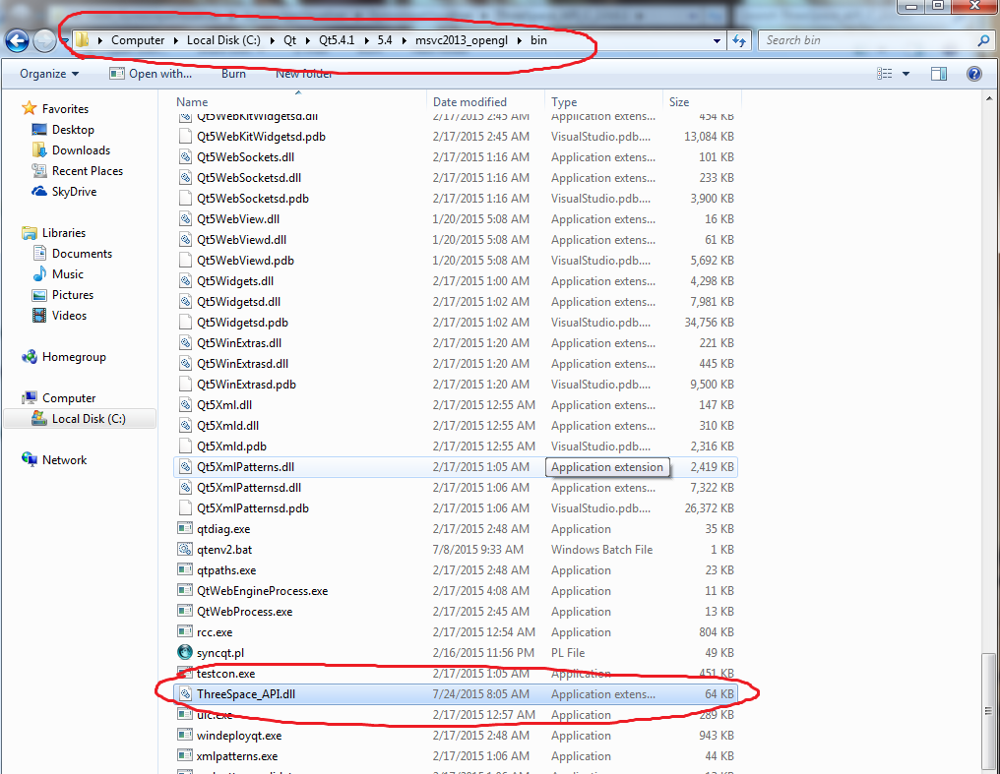 Computer Local Disk (C:) Qt Qt5.4.1 5.4 msvc2013_opengl bin Search bin
Organize Open with... Burn New folder
Name Date modified Type Size
Favorites
Desktop
Downloads
Recent Places
SkyDrive
Libraries
Documents
Music
Pictures
Videos
Homegroup
Computer
Local Disk (C:)
Network
Qt5WebKitWidgetsd.dll 2/17/2015 2:45 AM Application extens... 454 KB
Qt5WebKitWidgetsd.pdb 2/17/2015 2:45 AM VisualStudio.pdb.... 13,084 KB
Qt5WebSockets.dll 2/17/2015 1:16 AM Application extens... 101 KB
Qt5WebSocketsd.dll 2/17/2015 1:16 AM Application extens... 233 KB
Qt5WebSocketsd.pdb 2/17/2015 1:16 AM VisualStudio.pdb.... 3,900 KB
Qt5WebView.dll 1/20/2015 5:08 AM Application extens... 16 KB
Qt5WebViewd.dll 1/20/2015 5:08 AM Application extens... 61 KB
Qt5WebViewd.pdb 1/20/2015 5:08 AM VisualStudio.pdb.... 5,692 KB
Qt5Widgets.dll 2/17/2015 1:00 AM Application extens... 4,298 KB
Qt5Widgetsd.dll 2/17/2015 1:02 AM Application extens... 7,981 KB
Qt5Widgetsd.pdb 2/17/2015 1:02 AM VisualStudio.pdb.... 34,756 KB
Qt5WinExtras.dll 2/17/2015 1:20 AM Application extens... 221 KB
Qt5WinExtrasd.dll 2/17/2015 1:20 AM Application extens... 445 KB
Qt5WinExtrasd.pdb 2/17/2015 1:20 AM VisualStudio.pdb.... 9,500 KB
Qt5Xml.dll 2/17/2015 12:55 AM Application extens... 147 KB
Qt5Xmld.dll 2/17/2015 12:55 AM Application extens... 310 KB
Qt5Xmld.pdb 2/17/2015 12:55 AM VisualStudio.pdb.... 2,316 KB
Qt5XmlPatterns.dll 2/17/2015 1:05 AM Application extension 2,419 KB
Qt5XmlPatternsd.dll 2/17/2015 1:06 AM Application extens... 7,322 KB
Qt5XmlPatternsd.pdb 2/17/2015 1:06 AM VisualStudio.pdb.... 26,372 KB
qtdiag.exe 2/17/2015 2:48 AM Application 35 KB
qtenv2.bat 7/8/2015 9:33 AM Windows Batch File 1 KB
qtpaths.exe 2/17/2015 2:48 AM Application 23 KB
QtWebEngineProcess.exe 2/17/2015 4:08 AM Application 11 KB
QtWebProcess.exe 2/17/2015 2:45 AM Application 13 KB
rcc.exe 2/17/2015 12:54 AM Application 804 KB
syncqt.pl 2/16/2015 11:56 PM PL File 49 KB
testcon.exe 2/17/2015 1:05 AM Application 451 KB
ThreeSpace_API.dll 7/24/2015 8:05 AM Application extens... 64 KB
uic.exe 2/17/2015 12:57 AM Application 289 KB
windeployqt.exe 2/17/2015 2:48 AM Application 943 KB
xmlpatterns.exe 2/17/2015 1:06 AM Application 44 KB